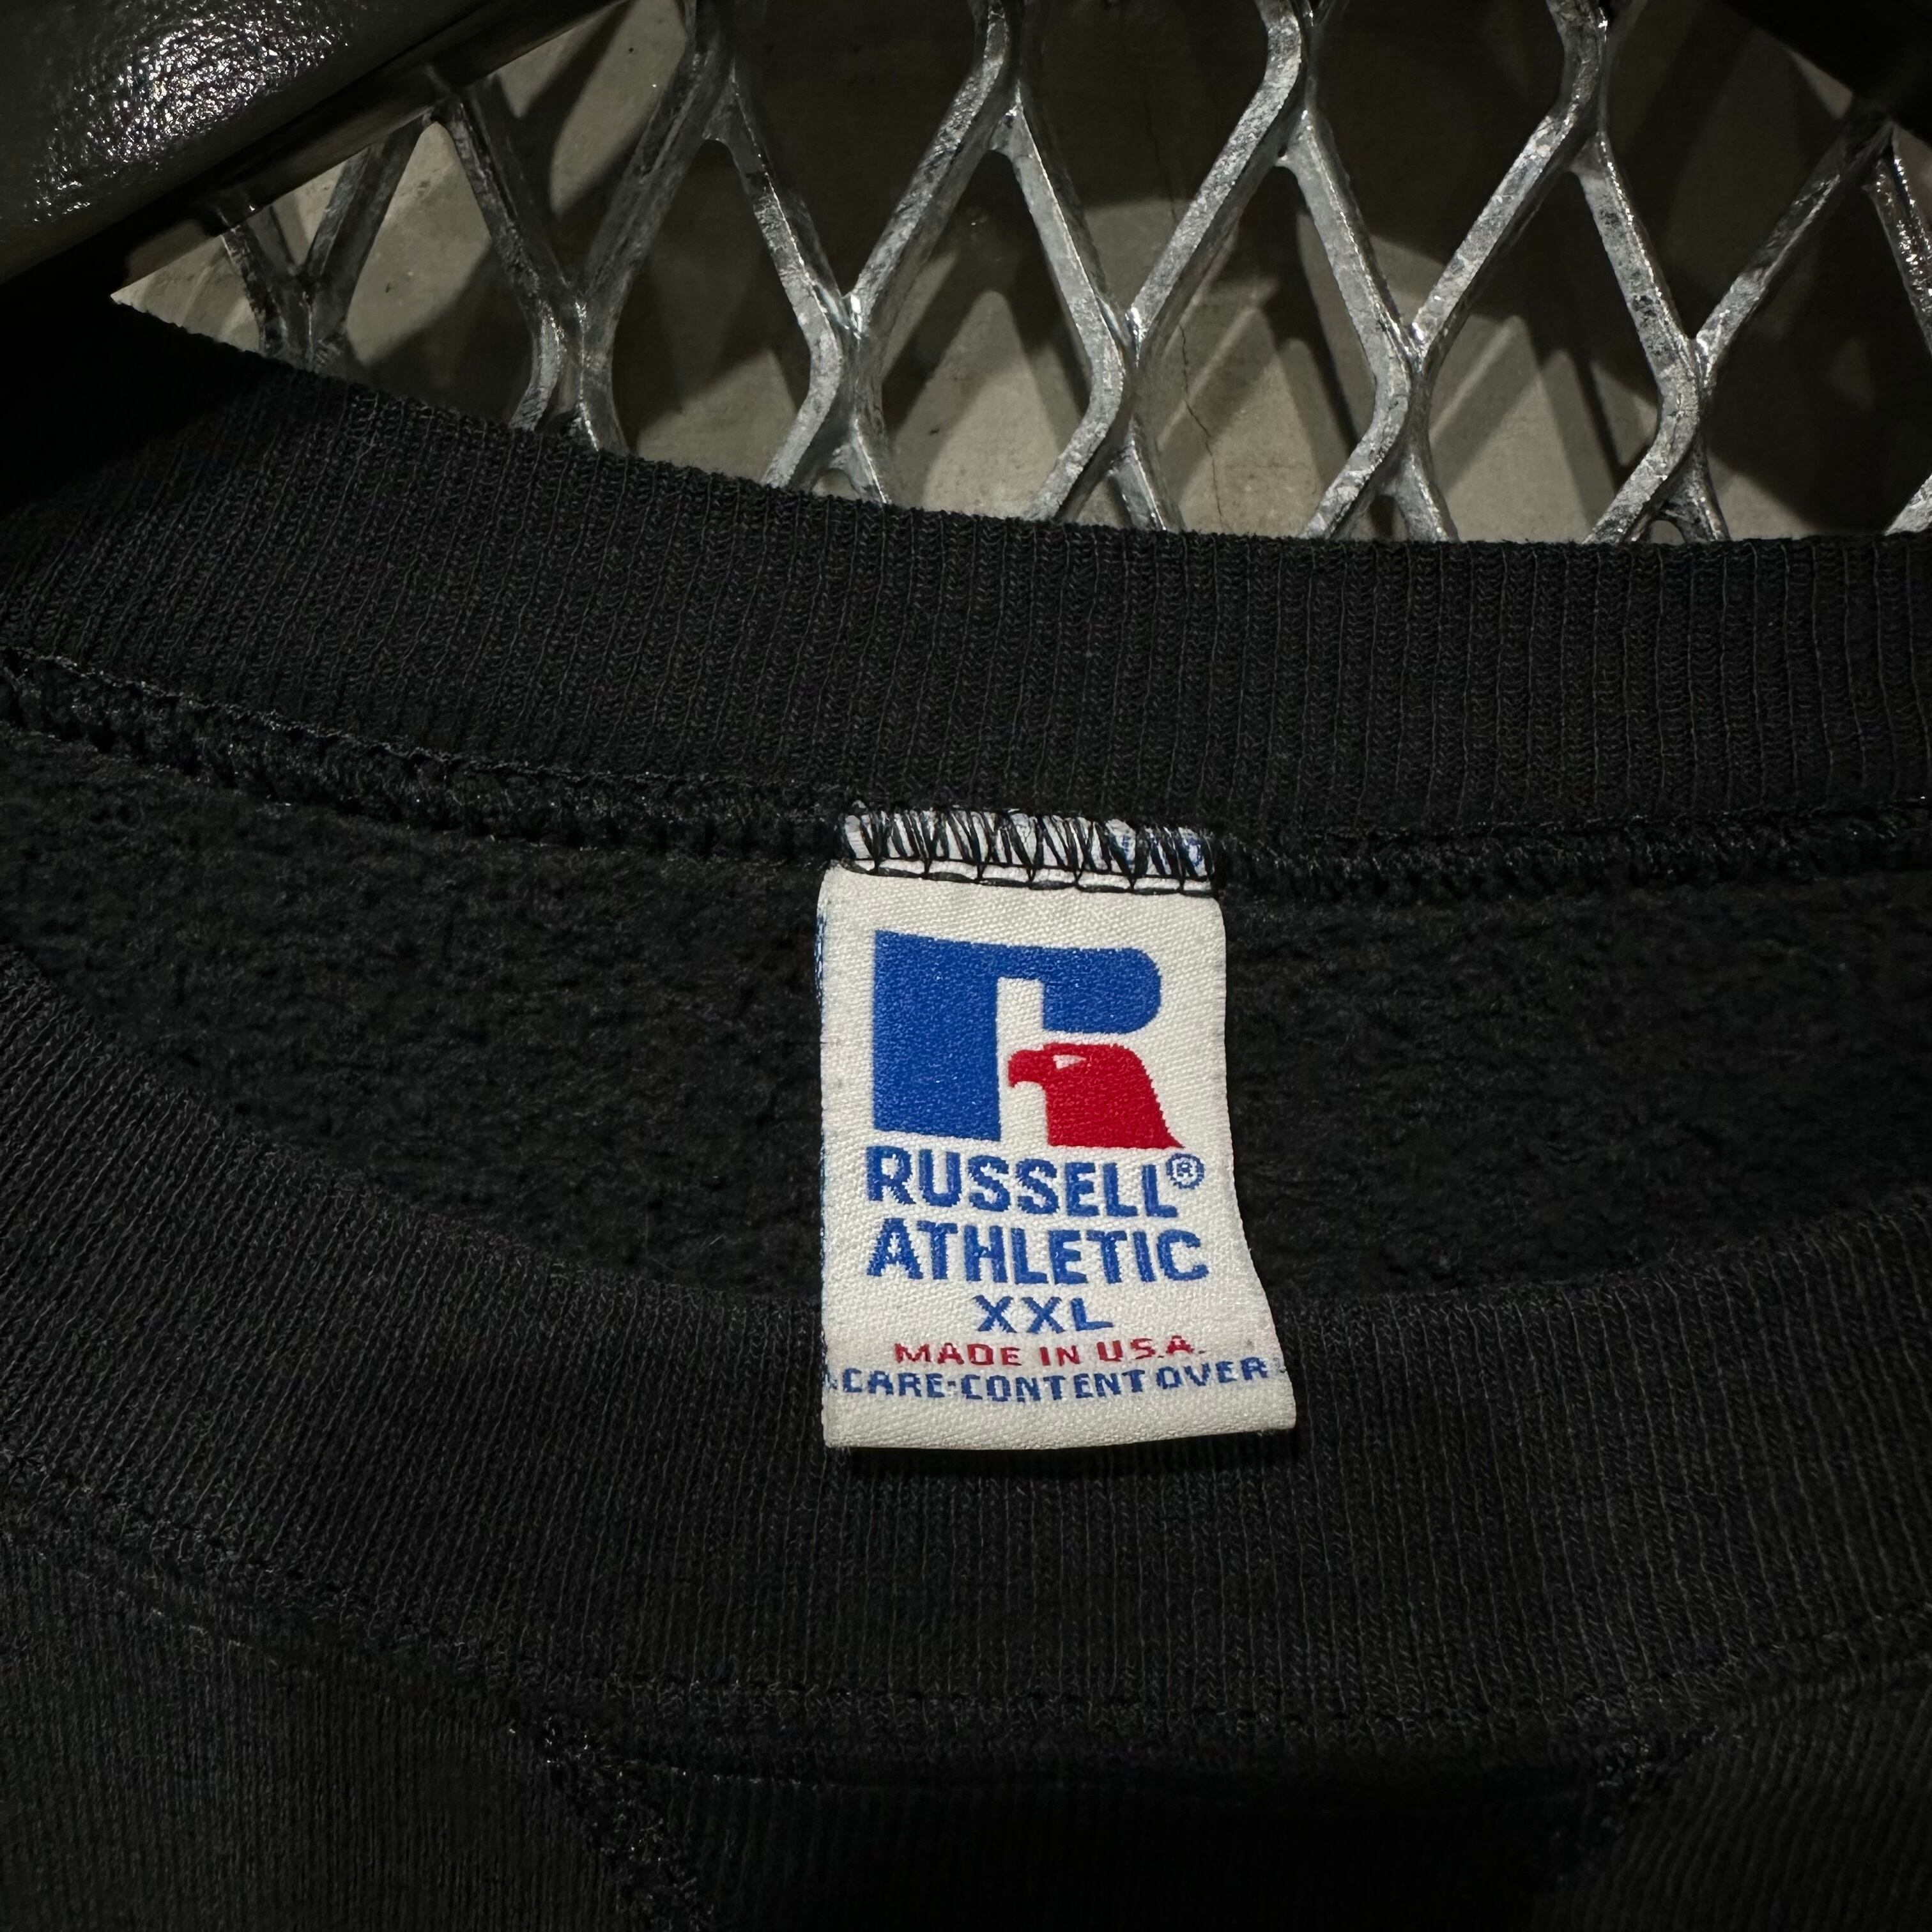 RUSSELL®
ATHLETIC
XXL
MADE IN U.S.A.
CARE-CONTENT OVER